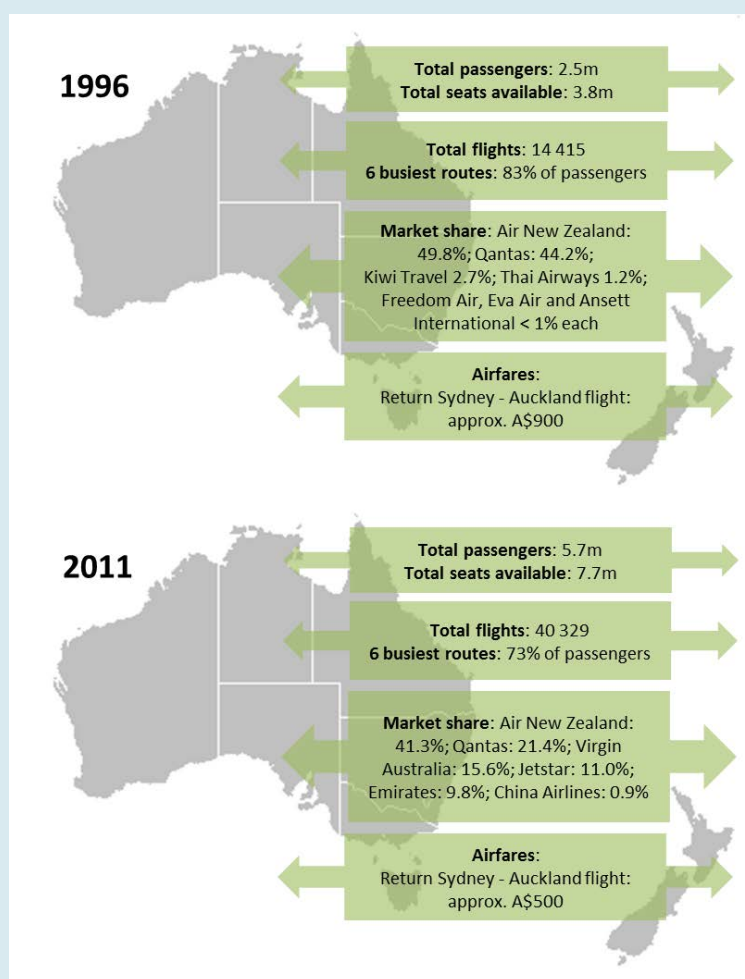 1996
Total passengers: 2.5m
Total seats available: 3.8m
Total flights: 14 415
6 busiest routes: 83% of passengers
Market share: Air New Zealand:
49.8%; Qantas: 44.2%;
Kiwi Travel 2.7%; Thai Airways 1.2%;
Freedom Air, Eva Air and Ansett
International < 1% each
Airfares:
Return Sydney - Auckland flight:
approx. A$900
2011
Total passengers: 5.7m
Total seats available: 7.7m
Total flights: 40 329
6 busiest routes: 73% of passengers
Market share: Air New Zealand:
41.3%; Qantas: 21.4%; Virgin
Australia: 15.6%; Jetstar: 11.0%;
Emirates: 9.8%; China Airlines: 0.9%
Airfares:
Return Sydney - Auckland flight:
approx. A$500